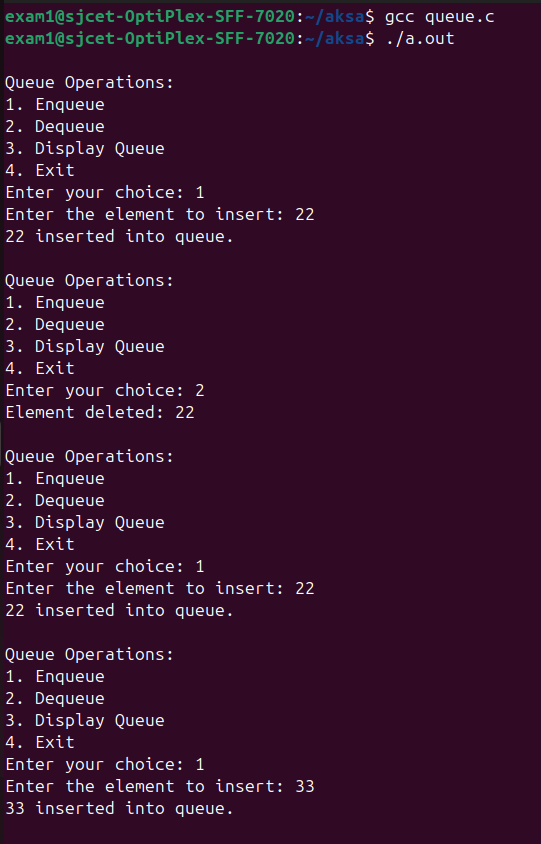 exam1@sjcet-OptiPlex-SFF-7020:~/aksa$ gcc queue.c
exam1@sjcet-OptiPlex-SFF-7020:~/aksa$ ./a.out

Queue Operations:
1. Enqueue
2. Dequeue
3. Display Queue
4. Exit
Enter your choice: 1
Enter the element to insert: 22
22 inserted into queue.

Queue Operations:
1. Enqueue
2. Dequeue
3. Display Queue
4. Exit
Enter your choice: 2
Element deleted: 22

Queue Operations:
1. Enqueue
2. Dequeue
3. Display Queue
4. Exit
Enter your choice: 1
Enter the element to insert: 22
22 inserted into queue.

Queue Operations:
1. Enqueue
2. Dequeue
3. Display Queue
4. Exit
Enter your choice: 1
Enter the element to insert: 33
33 inserted into queue.